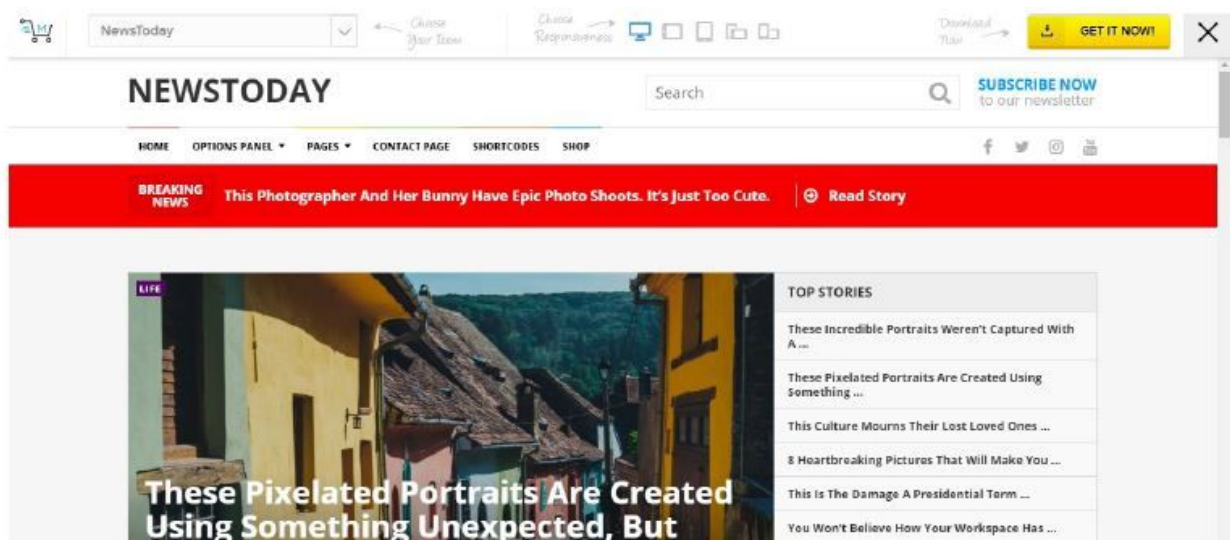 NewsToday
Choose
Your Item
Choose
Responsiveness
Download
Now
GET IT NOW!
NEWSTODAY
Search
SUBSCRIBE NOW
to our newsletter
HOME OPTIONS PANEL PAGES CONTACT PAGE SHORTCODES SHOP
BREAKING
NEWS
This Photographer And Her Bunny Have Epic Photo Shoots. It's Just Too Cute.
Read Story
LIFE
These Pixelated Portraits Are Created
Using Something Unexpected, But
TOP STORIES
These Incredible Portraits Weren't Captured With
A ...
These Pixelated Portraits Are Created Using
Something ...
This Culture Mourns Their Lost Loved Ones ...
8 Heartbreaking Pictures That Will Make You ...
This Is The Damage A Presidential Term ...
You Won't Believe How Your Workspace Has ...